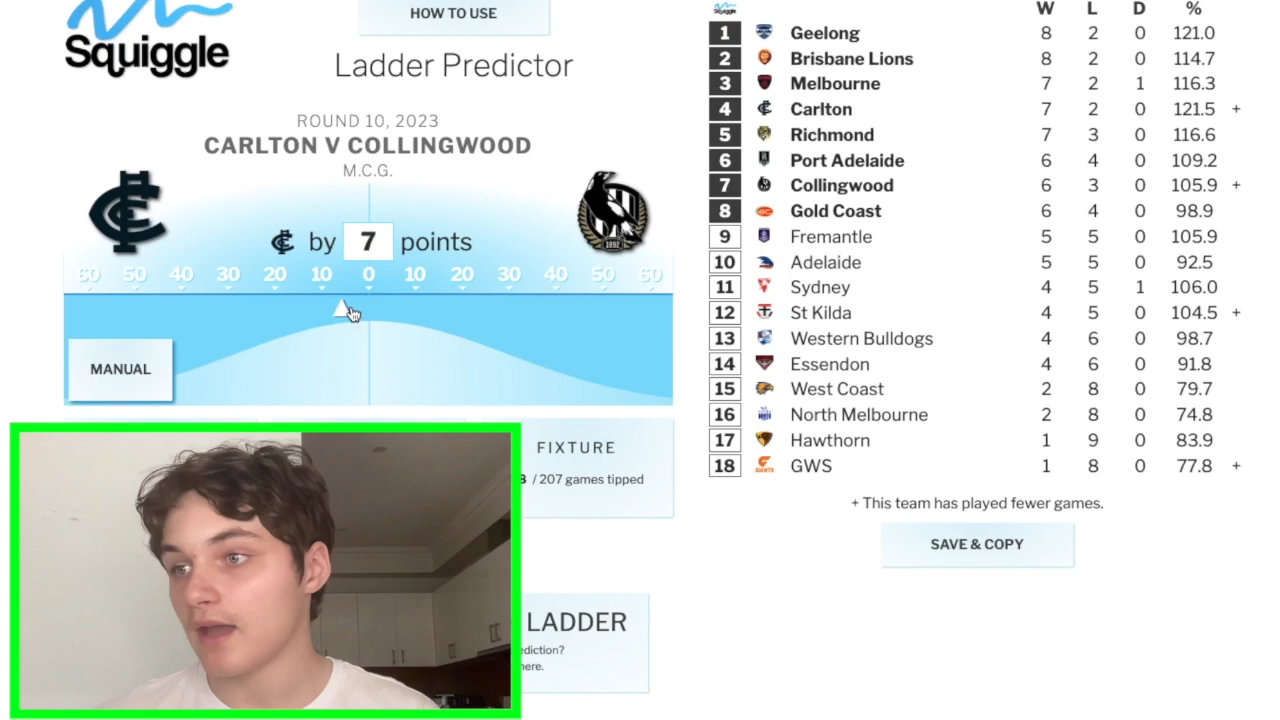 HOW TO USE
Squiggle
Ladder Predictor
ROUND 10, 2023
CARLTON V COLLINGWOOD
M.C.G.
by 7 points
60 50 40 30 20 10 0 10 20 30 40 50 60
1892
MANUAL
FIXTURE
/ 207 games tipped
LADDER
W L D %
1 Geelong 8 2 0 121.0
2 Brisbane Lions 8 2 0 114.7
3 Melbourne 7 2 1 116.3
4 Carlton 7 2 0 121.5 +
5 Richmond 7 3 0 116.6
6 Port Adelaide 6 4 0 109.2
7 Collingwood 6 3 0 105.9 +
8 Gold Coast 6 4 0 98.9
9 Fremantle 5 5 0 105.9
10 Adelaide 5 5 0 92.5
11 Sydney 4 5 1 106.0
12 St Kilda 4 5 0 104.5 +
13 Western Bulldogs 4 6 0 98.7
14 Essendon 4 6 0 91.8
15 West Coast 2 8 0 79.7
16 North Melbourne 2 8 0 74.8
17 Hawthorn 1 9 0 83.9
18 GWS 1 8 0 77.8 +
+ This team has played fewer games.
SAVE & COPY